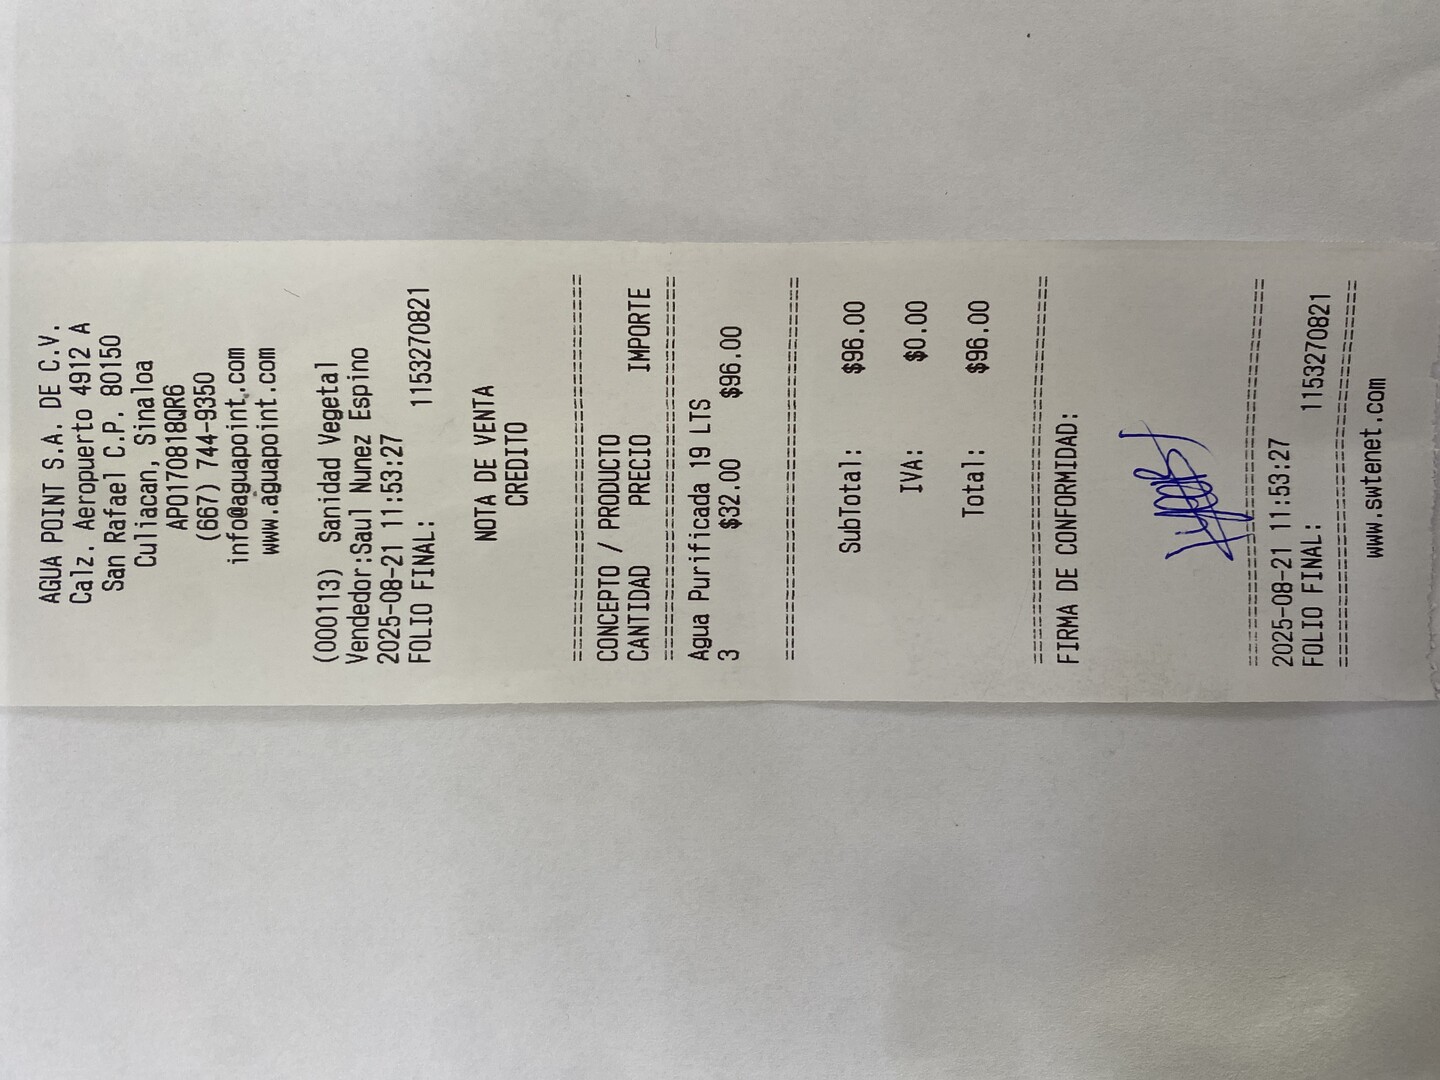 AGUA POINT S.A. DE C.V.
Calz. Aeropuerto 4912 A
San Rafael C.P. 80150
Culiacan, Sinaloa
APO170818QR6
(667) 744-9350
info@aguapoint.com
www.aguapoint.com
(000113) Sanidad Vegetal
Vendedor:Saul Nunez Espino
2025-08-21 11:53:27
FOLIO FINAL: 1153270821
NOTA DE VENTA
CREDITO
CONCEPTO / PRODUCTO
CANTIDAD PRECIO IMPORTE
Agua Purificada 19 LTS
3 $32.00 $96.00
SubTotal: $96.00
IVA: $0.00
Total: $96.00
FIRMA DE CONFORMIDAD:
2025-08-21 11:53:27
FOLIO FINAL: 1153270821
www.swtenet.com